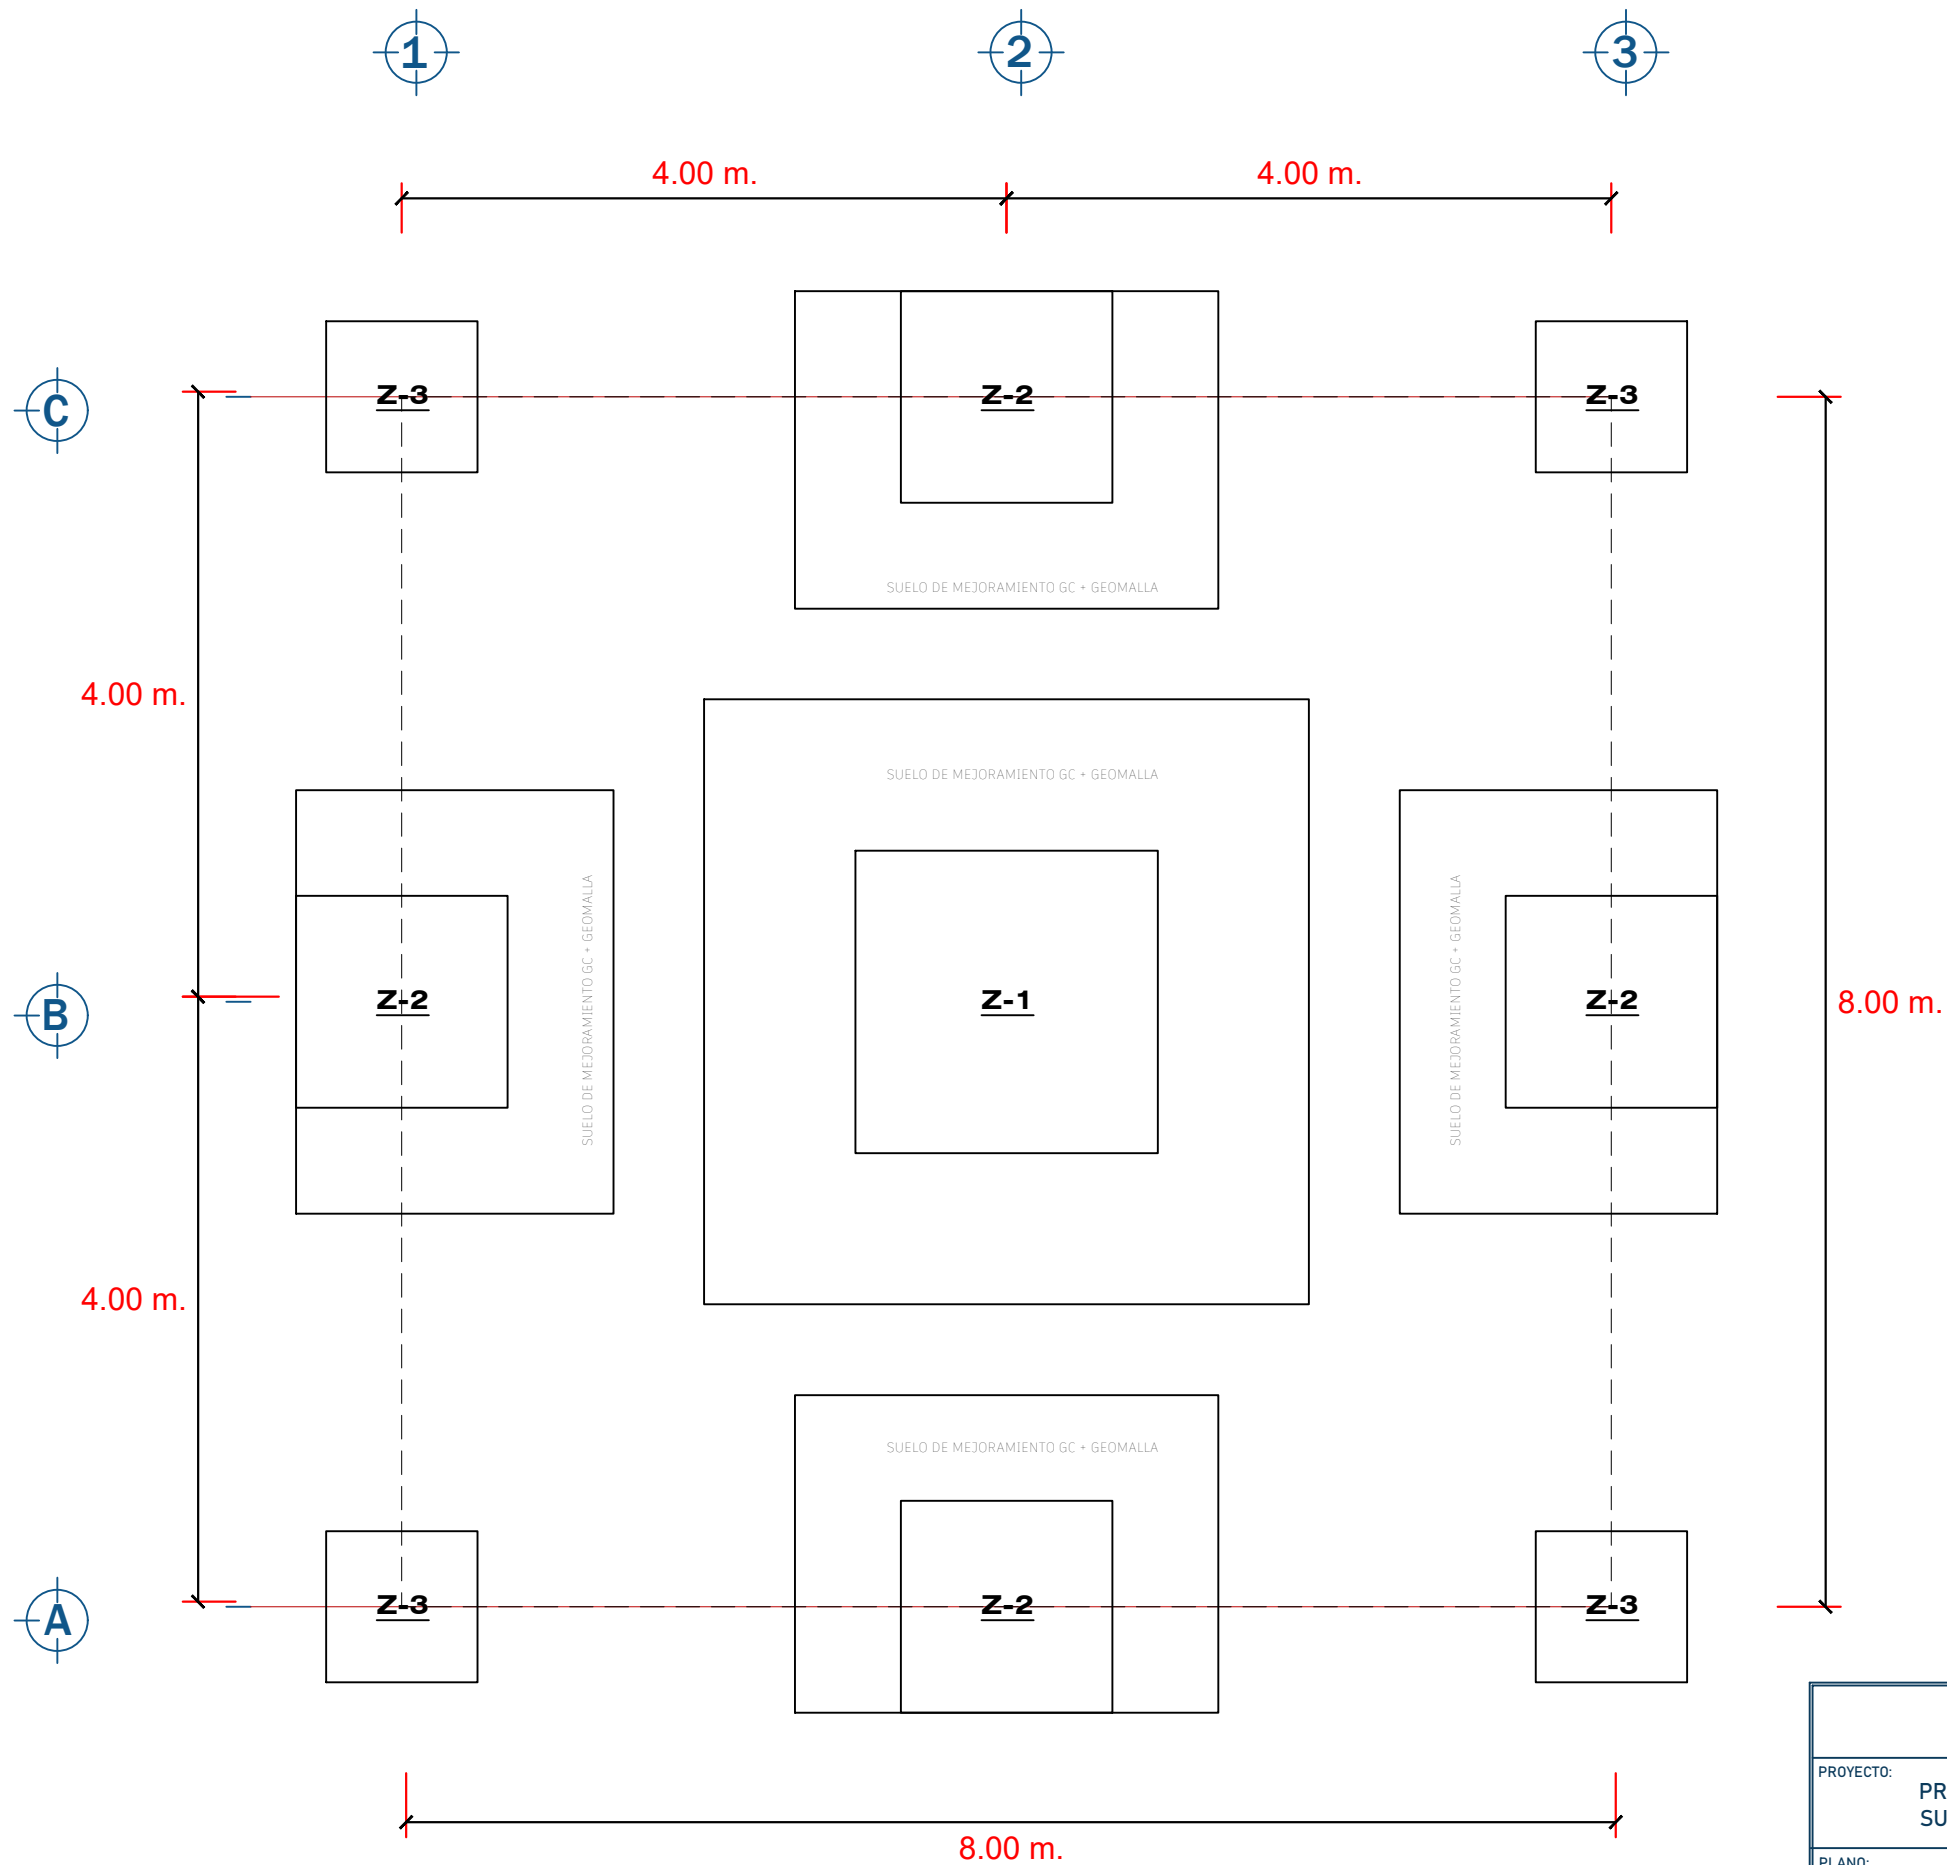 1
2
3
4.00 m.
4.00 m.
C
Z-3
Z-2
Z-3
SUELO DE MEJORAMIENTO GC + GEOMALLA
4.00 m.
SUELO DE MEJORAMIENTO GC + GEOMALLA
SUELO DE MEJORAMIENTO GC + GEOMALLA
SUELO DE MEJORAMIENTO GC + GEOMALLA
B
Z-2
Z-1
Z-2
8.00 m.
4.00 m.
SUELO DE MEJORAMIENTO GC + GEOMALLA
A
Z-3
Z-2
Z-3
PROYECTO:
PR
SU
8.00 m.
PLANO: